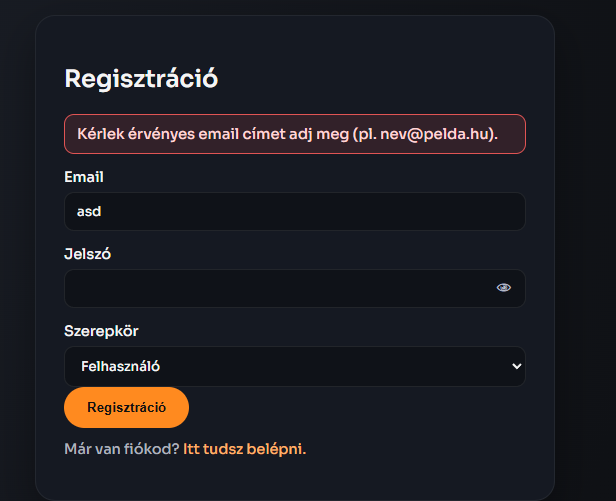 Regisztráció
Kérlek érvényes email címet adj meg (pl. nev@pelda.hu).
Email
asd
Jelszó
Szerepkör
Felhasználó
Regisztráció
Már van fiókod? Itt tudsz belépni.